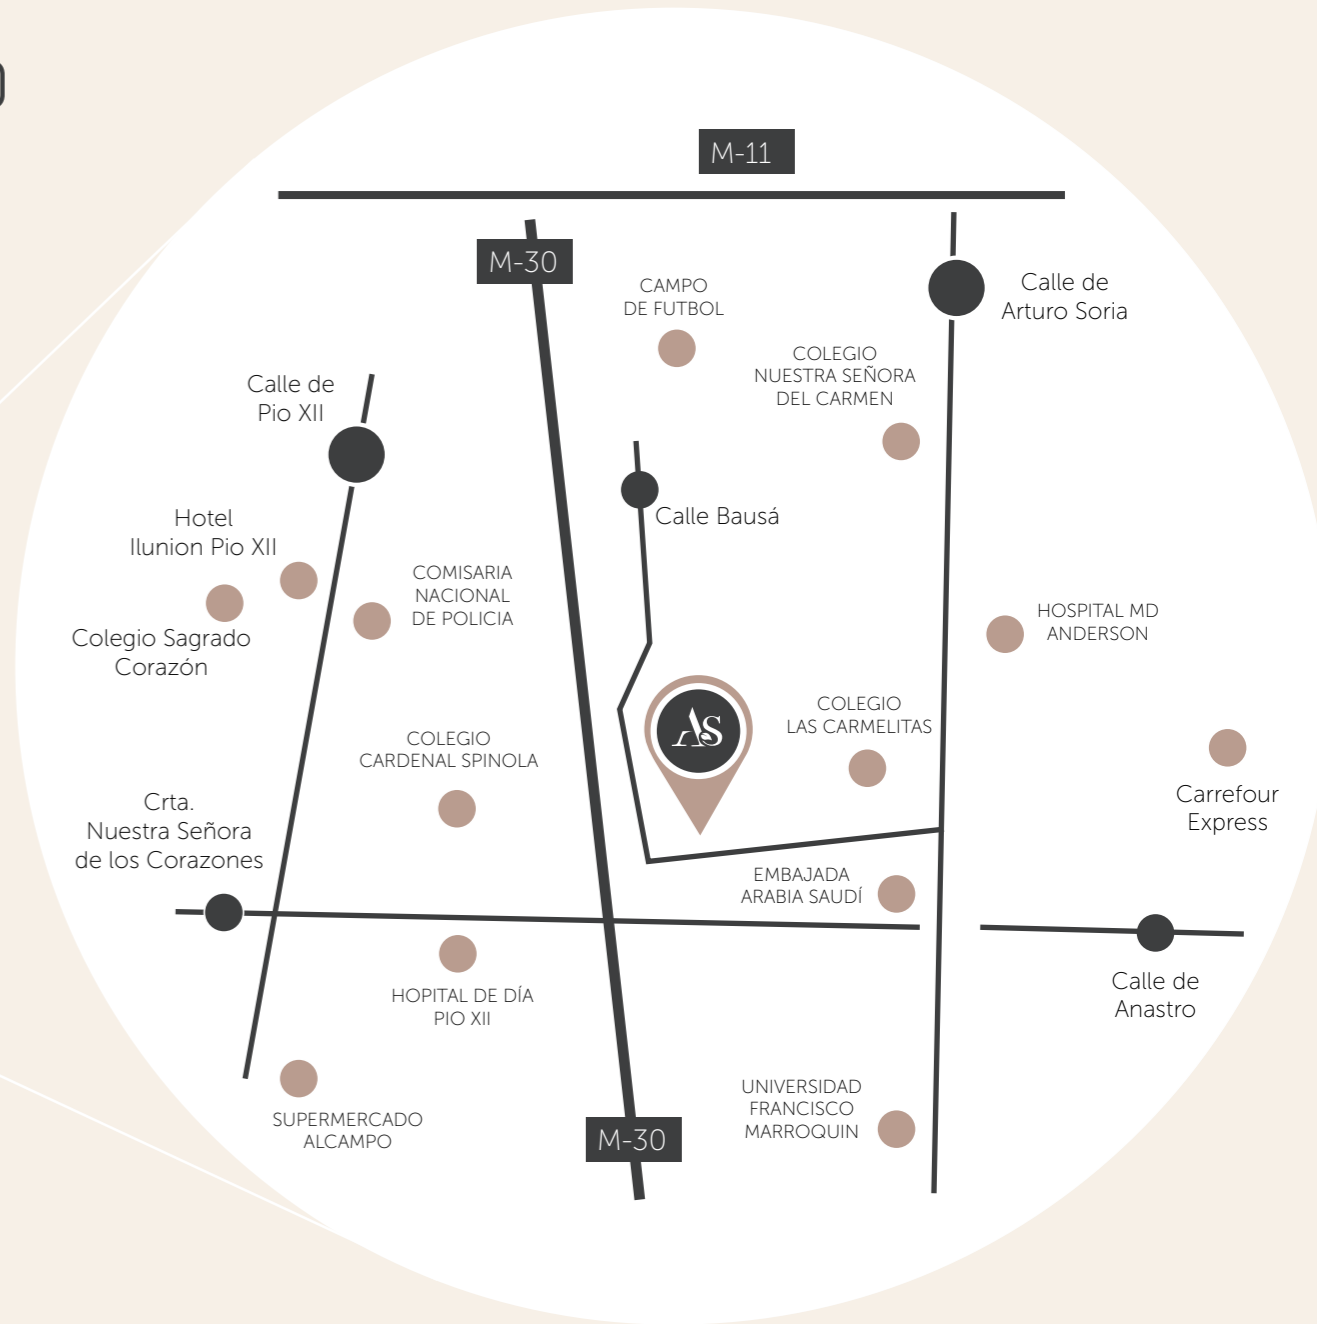 M-11
M-30
Calle de
Arturo Soria
CAMPO
DE FUTBOL
COLEGIO
NUESTRA SEÑORA
DEL CARMEN
Calle de
Pio XII
Calle Bausá
Hotel
Ilunion Pio XII
COMISARIA
NACIONAL
DE POLICIA
Colegio Sagrado
Corazón
HOSPITAL MD
ANDERSON
AS
COLEGIO
LAS CARMELITAS
COLEGIO
CARDENAL SPINOLA
Carrefour
Express
Crta.
Nuestra Señora
de los Corazones
EMBAJADA
ARABIA SAUDÍ
Calle de
Anastro
HOPITAL DE DÍA
PIO XII
UNIVERSIDAD
FRANCISCO
MARROQUIN
SUPERMERCADO
ALCAMPO
M-30